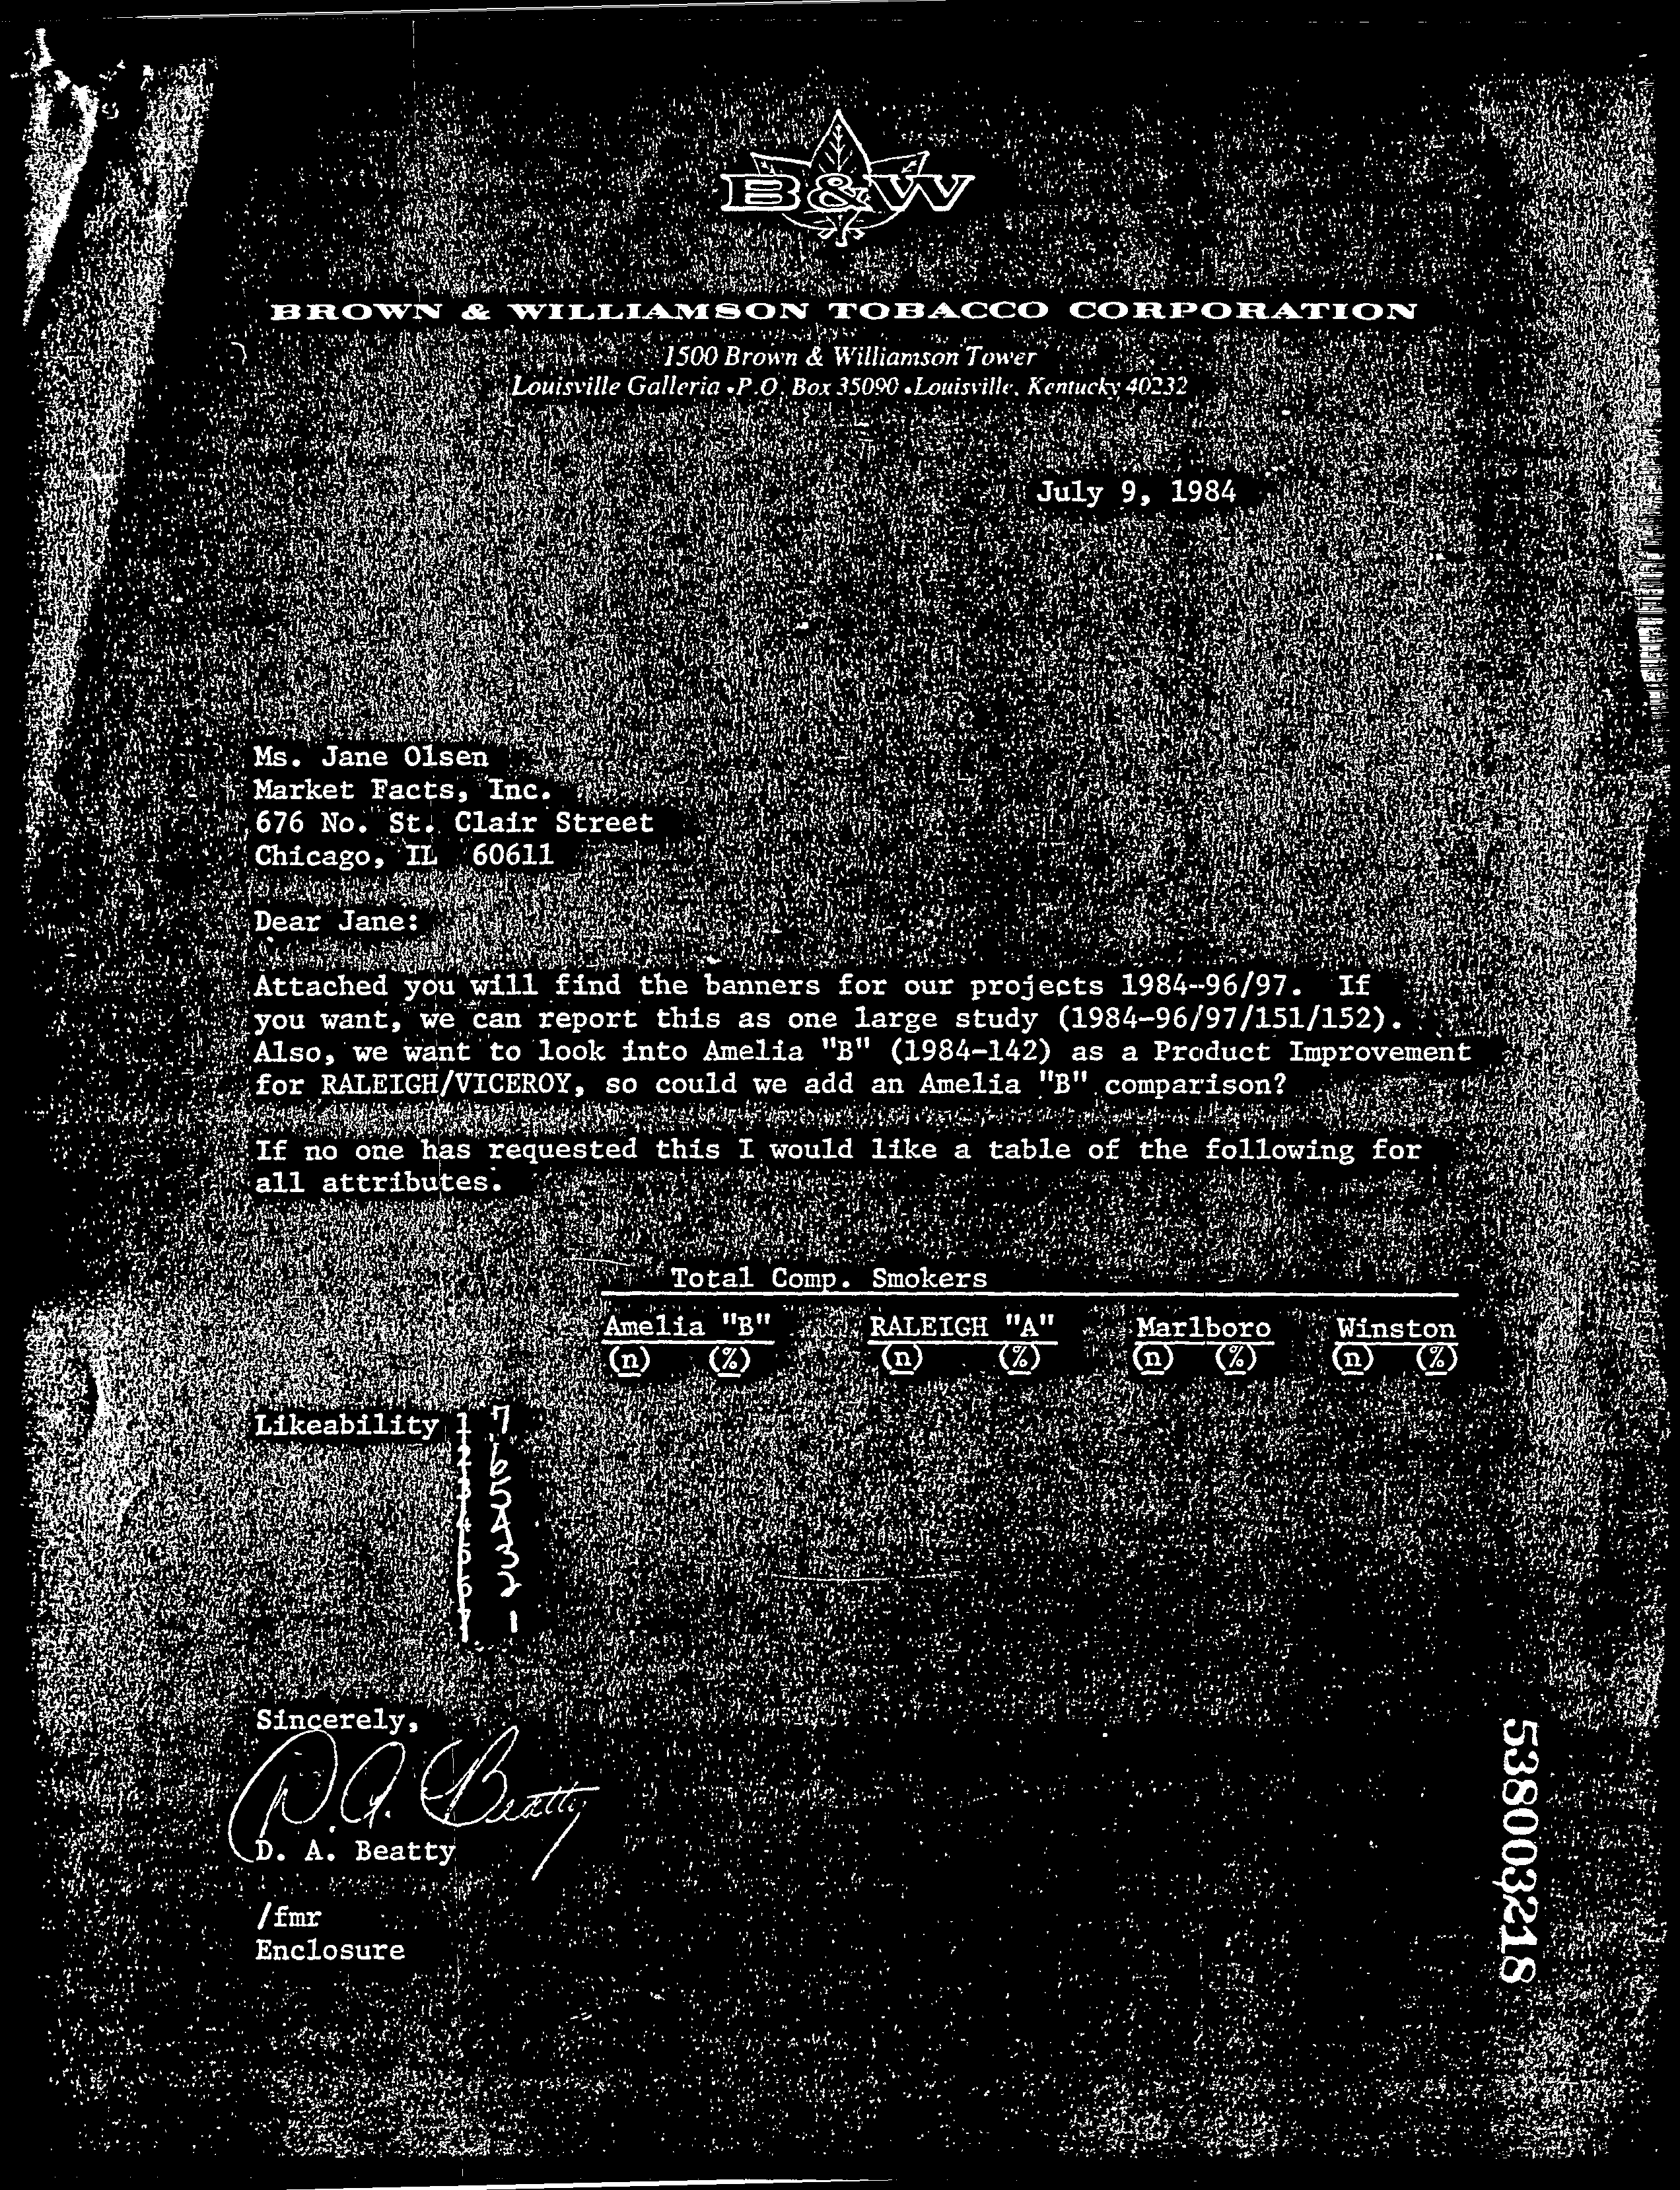 B&W
BROWN & WILLIAMSON TOBACCO CORPORATION
1500 Brown & Williamson Tower
Louisville Galleria • P.O. Box 35090 • Louisville, Kentucky 40232
July 9, 1984
Ms. Jane Olsen
Market Facts, Inc.
676 No. St. Clair Street
Chicago, IL 60611
Dear Jane:
Attached you will find the banners for our projects 1984-96/97. If
you want, we can report this as one large study (1984-96/97/151/152).
Also, we want to look into Amelia "B" (1984-142) as a Product Improvement
for RALEIGH/VICEROY, so could we add an Amelia "B" comparison?
If no one has requested this I would like a table of the following for
all attributes.
Total Comp. Smokers
Amelia "B" RALEIGH "A" Marlboro Winston
(n) (%) (n) (%) (n) (%) (n) (%)
Likeability 1 7
2 6
3 5
4 4
5 3
6 2
7 1
Sincerely,
D. A. Beatty
D. A. Beatty
/fmr
Enclosure
538003218